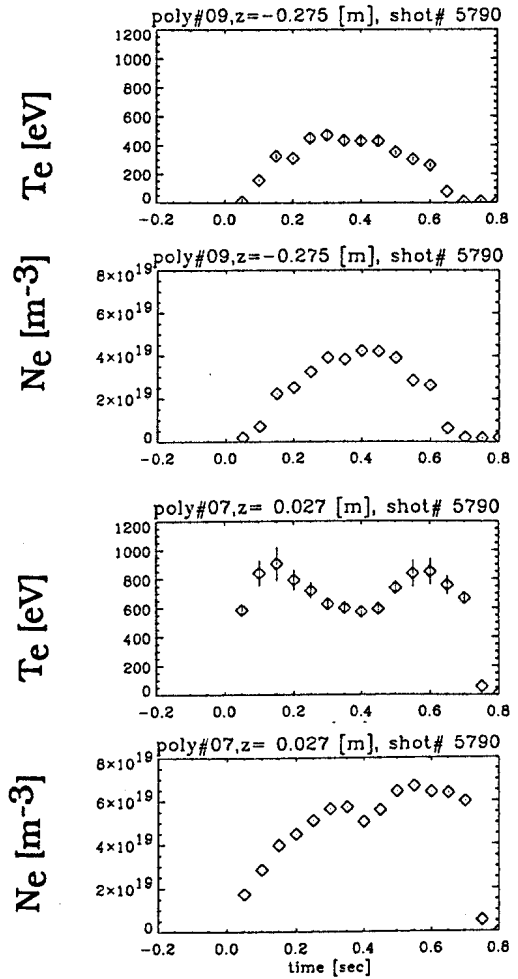 poly#09,z=-0.275 [m], shot# 5790
Te [eV]
1200
1000
800
600
400
200
0
-0.2 0.0 0.2 0.4 0.6 0.8
poly#09,z=-0.275 [m], shot# 5790
Ne [m-3]
8×10^19
6×10^19
4×10^19
2×10^19
0
-0.2 0.0 0.2 0.4 0.6 0.8
poly#07,z= 0.027 [m], shot# 5790
Te [eV]
1200
1000
800
600
400
200
0
-0.2 0.0 0.2 0.4 0.6 0.8
poly#07,z= 0.027 [m], shot# 5790
Ne [m-3]
8×10^19
6×10^19
4×10^19
2×10^19
0
-0.2 0.0 0.2 0.4 0.6 0.8
time [sec]